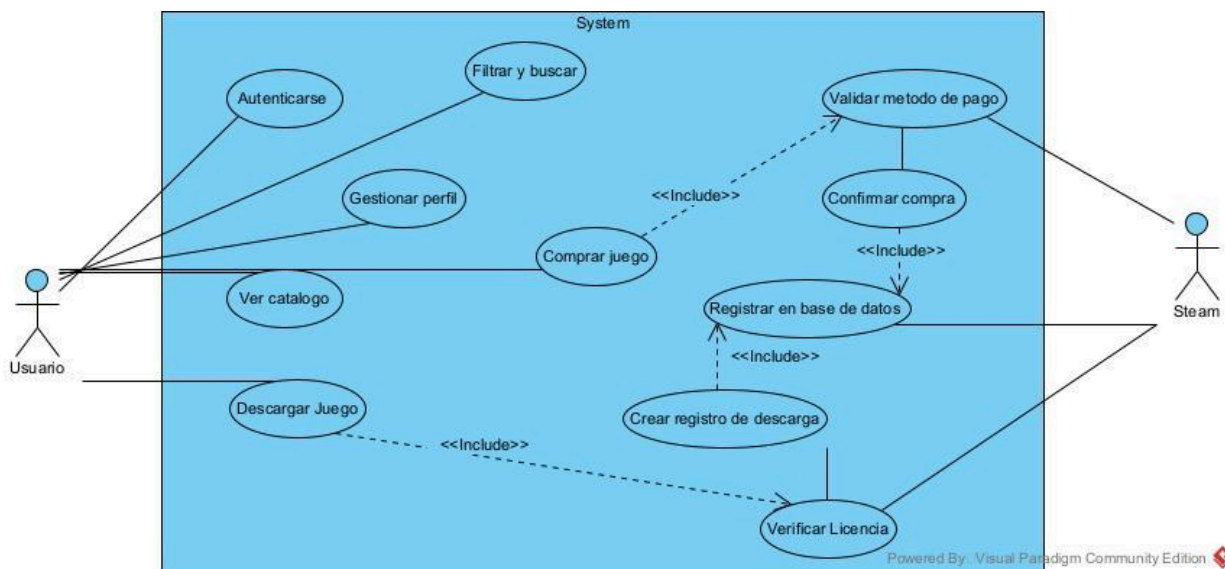 System
Filtrar y buscar
Autenticarse
Validar metodo de pago
Gestionar perfil
<<Include>>
Confirmar compra
Comprar juego
<<Include>>
Ver catalogo
Registrar en base de datos
Steam
Usuario
<<Include>>
Descargar Juego
Crear registro de descarga
<<Include>>
Verificar Licencia
Powered By: Visual Paradigm Community Edition